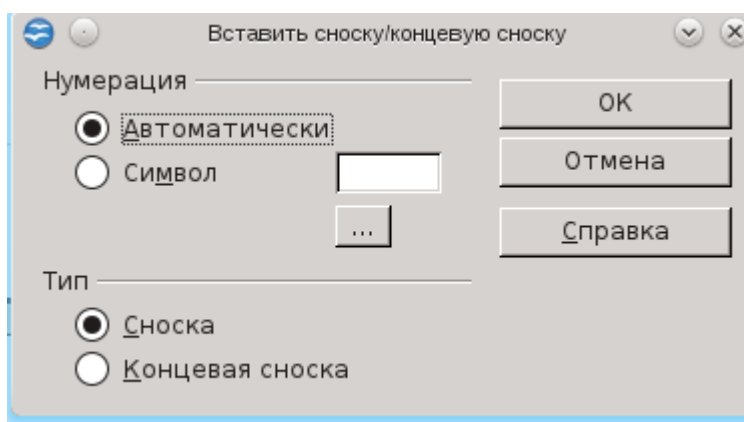 Вставить сноску/концевую сноску
Нумерация
Автоматически
Символ
...
OK
Отмена
Справка
Тип
Сноска
Концевая сноска